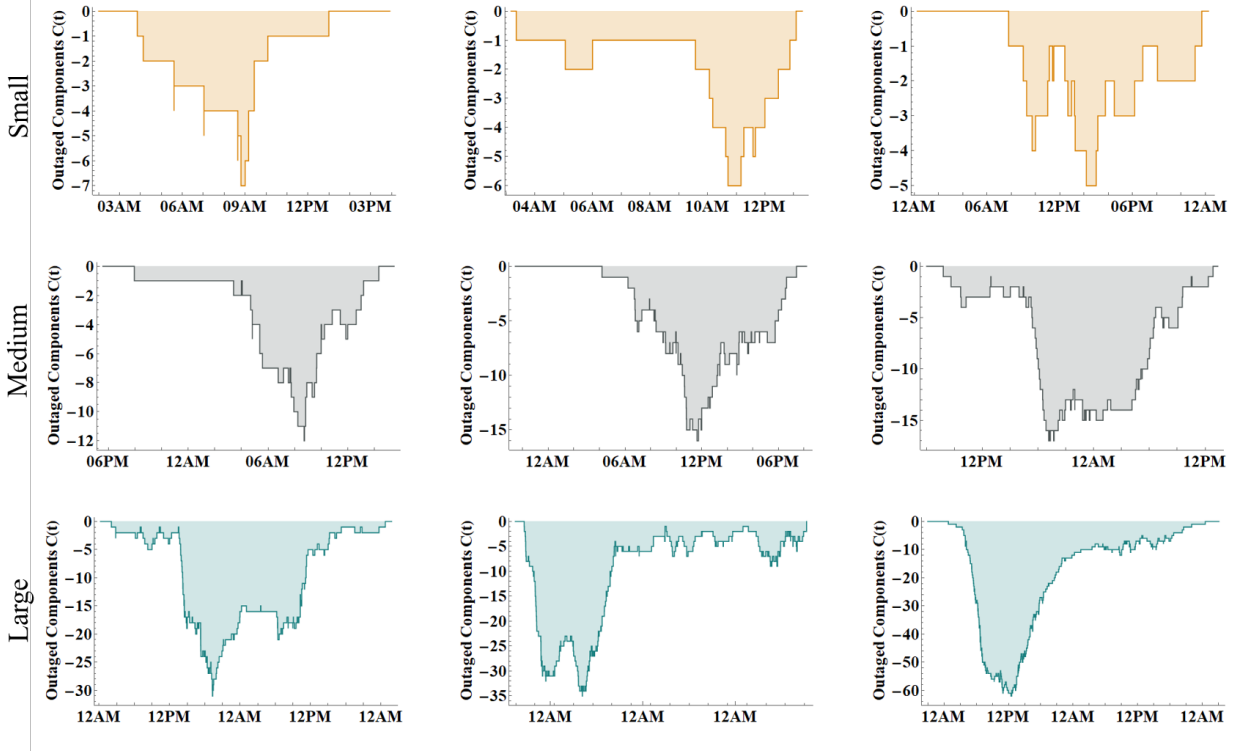 Small
Outaged Components C(t)
0
−1
−2
−3
−4
−5
−6
−7
03AM 06AM 09AM 12PM 03PM
Outaged Components C(t)
0
−1
−2
−3
−4
−5
−6
04AM 06AM 08AM 10AM 12PM
Outaged Components C(t)
0
−1
−2
−3
−4
−5
12AM 06AM 12PM 06PM 12AM
Medium
Outaged Components C(t)
0
−2
−4
−6
−8
−10
−12
06PM 12AM 06AM 12PM
Outaged Components C(t)
0
−5
−10
−15
12AM 06AM 12PM 06PM
Outaged Components C(t)
0
−5
−10
−15
12PM 12AM 12PM
Large
Outaged Components C(t)
0
−5
−10
−15
−20
−25
−30
12AM 12PM 12AM 12PM 12AM
Outaged Components C(t)
0
−5
−10
−15
−20
−25
−30
−35
12AM 12AM 12AM
Outaged Components C(t)
0
−10
−20
−30
−40
−50
−60
12AM 12PM 12AM 12PM 12AM